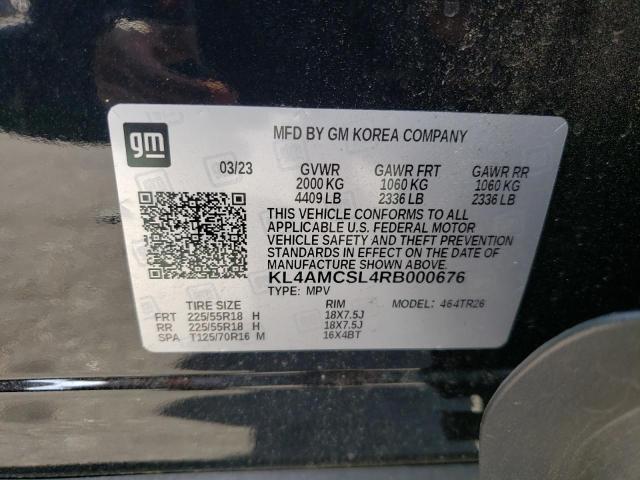 gm
MFD BY GM KOREA COMPANY
03/23 GVWR GAWR FRT GAWR RR
2000 KG 1060 KG 1060 KG
4409 LB 2336 LB 2336 LB
THIS VEHICLE CONFORMS TO ALL
APPLICABLE U.S. FEDERAL MOTOR
VEHICLE SAFETY AND THEFT PREVENTION
STANDARDS IN EFFECT ON THE DATE OF
MANUFACTURE SHOWN ABOVE.
KL4AMCSL4RB000676
TYPE: MPV MODEL: 464TR26
TIRE SIZE RIM
FRT 225/55R18 H 18X7.5J
RR 225/55R18 H 18X7.5J
SPA T125/70R16 M 16X4BT